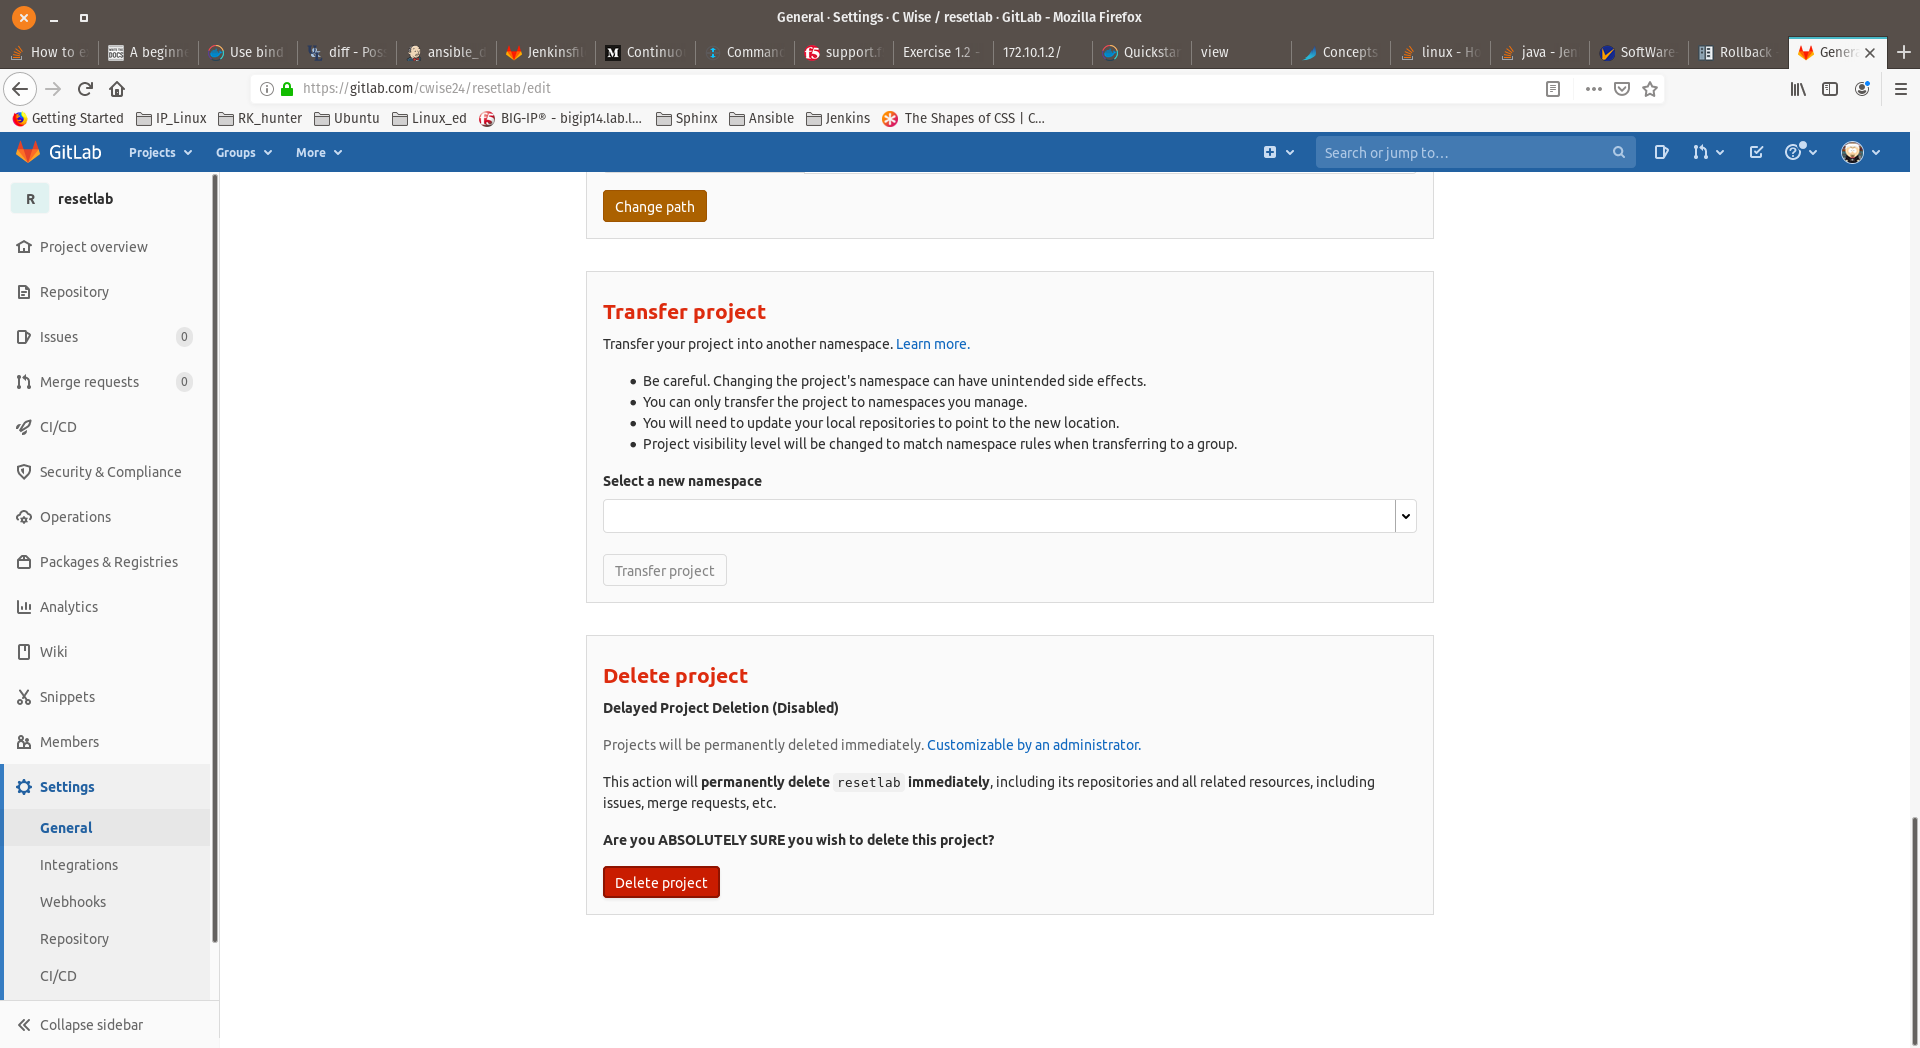 General · Settings · C Wise / resetlab · GitLab - Mozilla Firefox
How to e
A beginne
Use bind
diff - Pos
ansible_d
Jenkinsfil
M Continuo
Comman
support.f
Exercise 1.2 -
172.10.1.2/
Quickstar
view
Concepts
linux - Ho
java - Jen
SoftWare
Rollback
Genera
https://gitlab.com/cwise24/resetlab/edit
Getting Started
IP_Linux
RK_hunter
Ubuntu
Linux_ed
BIG-IP® - bigip14.lab.l...
Sphinx
Ansible
Jenkins
The Shapes of CSS | C...
GitLab
Projects
Groups
More
Search or jump to...
R resetlab
Project overview
Repository
Issues 0
Merge requests 0
CI/CD
Security & Compliance
Operations
Packages & Registries
Analytics
Wiki
Snippets
Members
Settings
General
Integrations
Webhooks
Repository
CI/CD
Collapse sidebar
Change path
Transfer project
Transfer your project into another namespace. Learn more.
• Be careful. Changing the project's namespace can have unintended side effects.
• You can only transfer the project to namespaces you manage.
• You will need to update your local repositories to point to the new location.
• Project visibility level will be changed to match namespace rules when transferring to a group.
Select a new namespace
Transfer project
Delete project
Delayed Project Deletion (Disabled)
Projects will be permanently deleted immediately. Customizable by an administrator.
This action will permanently delete resetlab immediately, including its repositories and all related resources, including
issues, merge requests, etc.
Are you ABSOLUTELY SURE you wish to delete this project?
Delete project